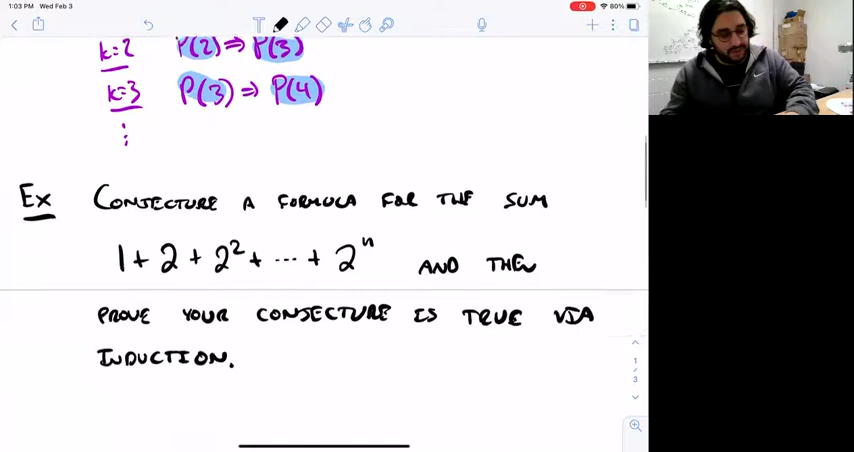 1:03 PM Wed Feb 3
80%
k=2 P(2) ⇒ P(3)
k=3 P(3) ⇒ P(4)
⋮
Ex CONJECTURE A FORMULA FOR THE SUM
1 + 2 + 2² + ⋯ + 2ⁿ AND THEN
PROVE YOUR CONJECTURE IS TRUE VIA
INDUCTION.
1
/
3